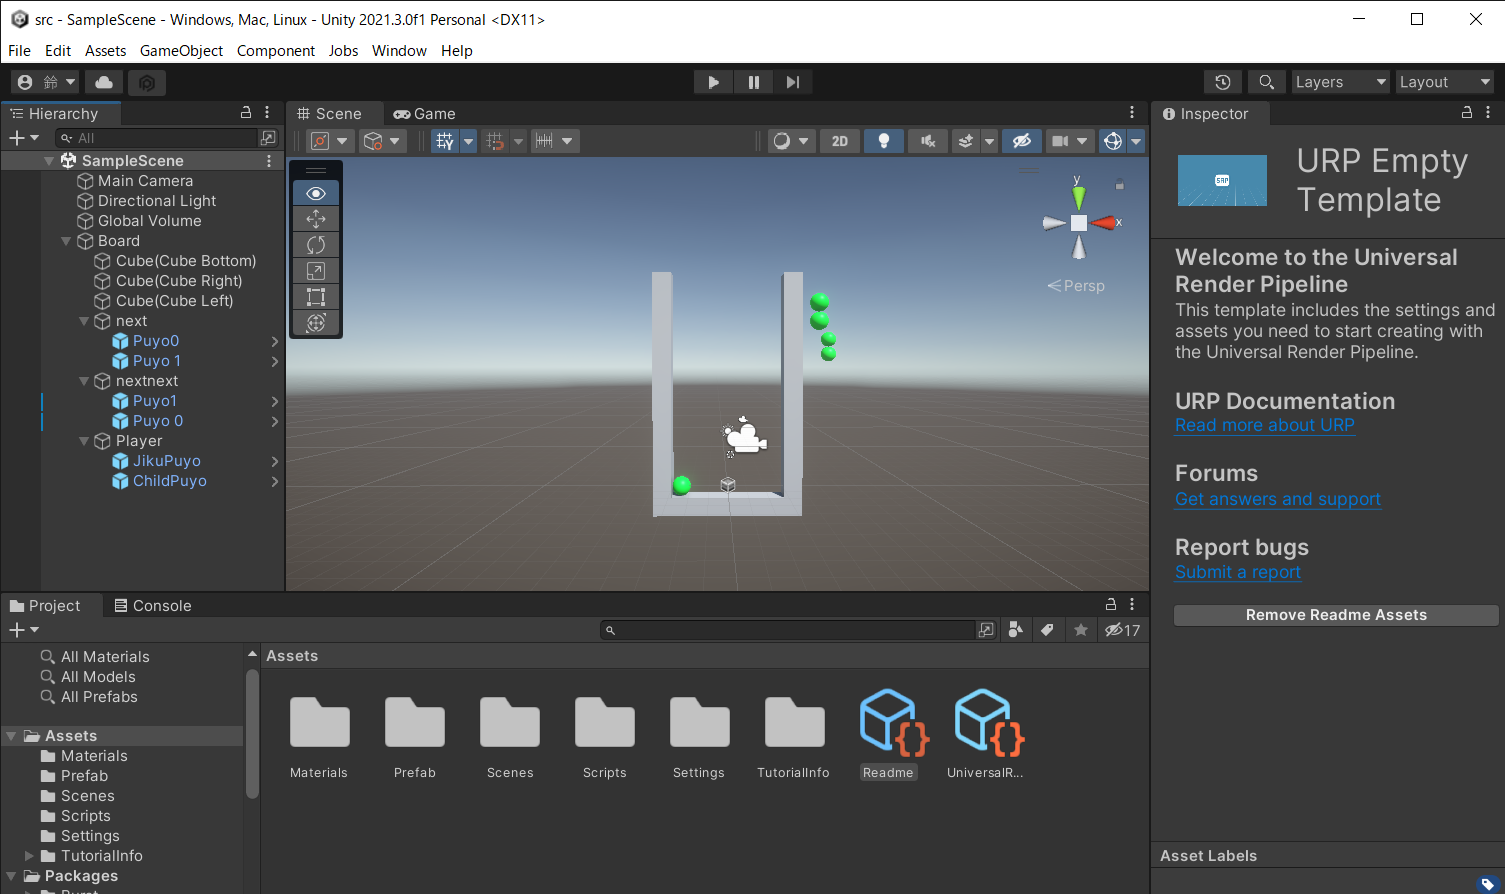 src - SampleScene - Windows, Mac, Linux - Unity 2021.3.0f1 Personal <DX11>
File Edit Assets GameObject Component Jobs Window Help
鈴
Layers
Layout
Hierarchy
All
SampleScene
Main Camera
Directional Light
Global Volume
Board
Cube(Cube Bottom)
Cube(Cube Right)
Cube(Cube Left)
next
Puyo0
Puyo 1
nextnext
Puyo1
Puyo 0
Player
JikuPuyo
ChildPuyo
Scene
Game
2D
y
x
Persp
Inspector
URP Empty
Template
Welcome to the Universal
Render Pipeline
This template includes the settings and
assets you need to start creating with
the Universal Render Pipeline.
URP Documentation
Read more about URP
Forums
Get answers and support
Report bugs
Submit a report
Remove Readme Assets
Asset Labels
Project
Console
17
All Materials
All Models
All Prefabs
Assets
Materials
Prefab
Scenes
Scripts
Settings
TutorialInfo
Packages
Burst
Assets
Materials
Prefab
Scenes
Scripts
Settings
TutorialInfo
Readme
UniversalR...